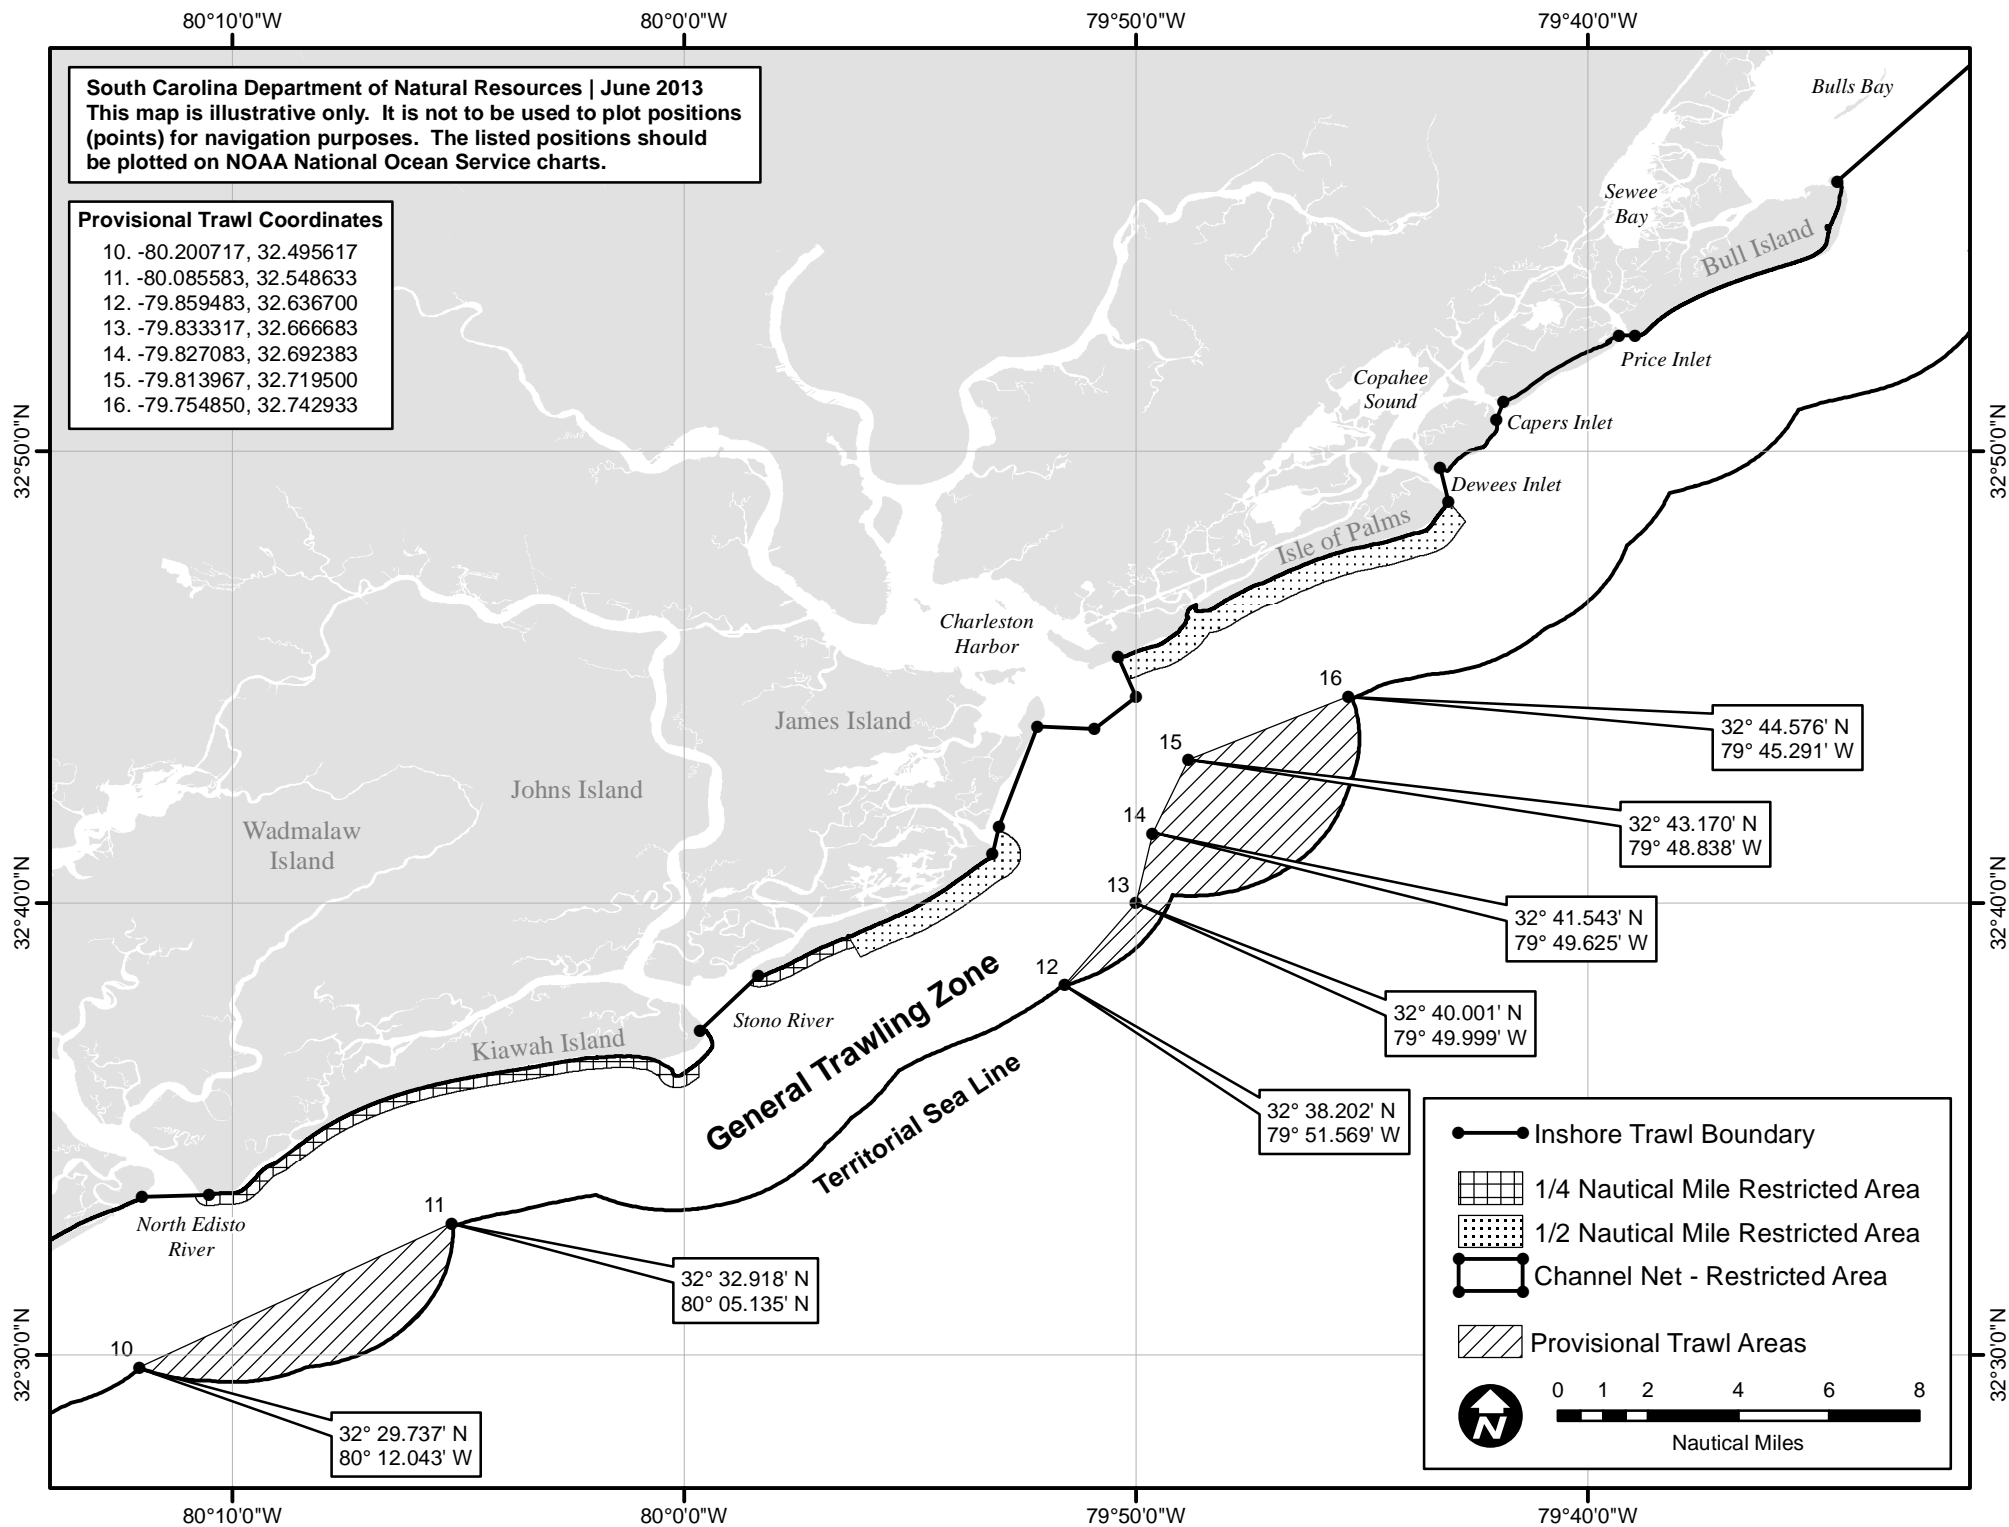 80°10'0"W
80°0'0"W
79°50'0"W
79°40'0"W
South Carolina Department of Natural Resources | June 2013
This map is illustrative only. It is not to be used to plot positions
(points) for navigation purposes. The listed positions should
be plotted on NOAA National Ocean Service charts.
Provisional Trawl Coordinates
10. -80.200717, 32.495617
11. -80.085583, 32.548633
12. -79.859483, 32.636700
13. -79.833317, 32.666683
14. -79.827083, 32.692383
15. -79.813967, 32.719500
16. -79.754850, 32.742933
Bulls Bay
Sewee
Bay
Bull Island
Price Inlet
Copahee
Sound
Capers Inlet
Dewees Inlet
Isle of Palms
32°50'0"N
32°50'0"N
Charleston
Harbor
James Island
Johns Island
Wadmalaw
Island
16
32° 44.576' N
79° 45.291' W
15
32° 43.170' N
79° 48.838' W
14
32° 41.543' N
79° 49.625' W
13
32° 40.001' N
79° 49.999' W
12
32° 38.202' N
79° 51.569' W
32°40'0"N
32°40'0"N
Stono River
Kiawah Island
General Trawling Zone
Territorial Sea Line
North Edisto
River
11
32° 32.918' N
80° 05.135' N
10
32° 29.737' N
80° 12.043' W
32°30'0"N
32°30'0"N
Inshore Trawl Boundary
1/4 Nautical Mile Restricted Area
1/2 Nautical Mile Restricted Area
Channel Net - Restricted Area
Provisional Trawl Areas
N
0 1 2 4 6 8
Nautical Miles
80°10'0"W
80°0'0"W
79°50'0"W
79°40'0"W